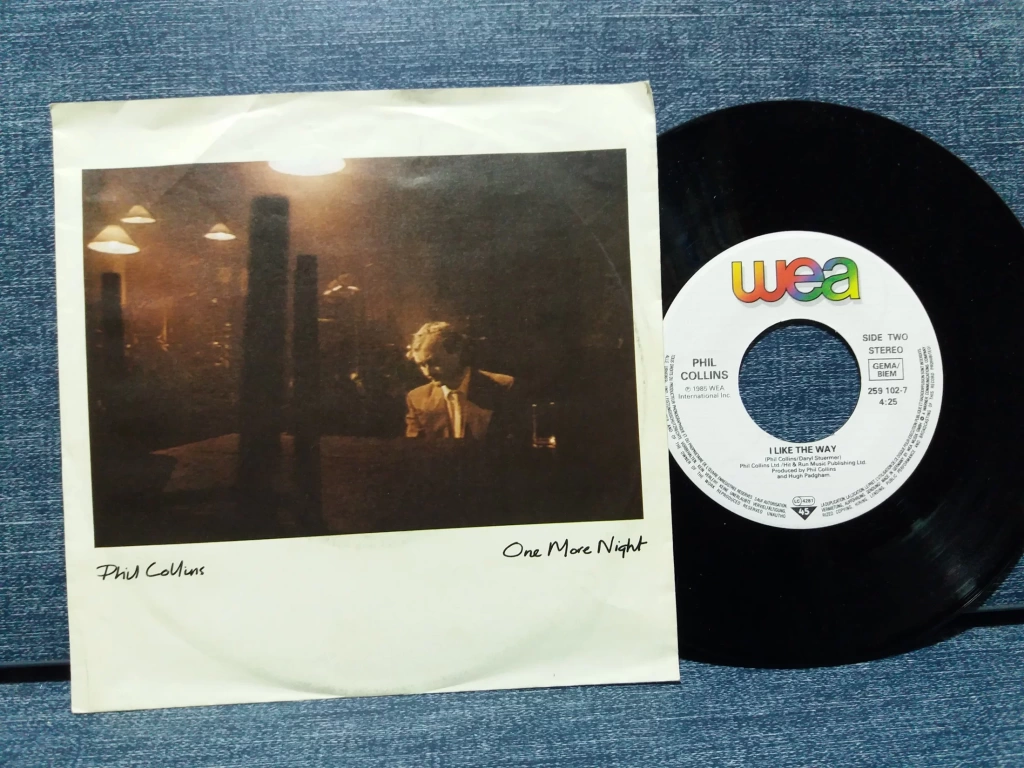 Phil Collins
One More Night
wea
PHIL
COLLINS
℗ 1985 WEA
International Inc
SIDE TWO
STEREO
GEMA/
BIEM
259 102-7
4:25
I LIKE THE WAY
(Phil Collins/Daryl Stuermer)
Phil Collins Ltd./Hit & Run Music Publishing Ltd.
Produced by Phil Collins
and Hugh Padgham.
LC 4281
45